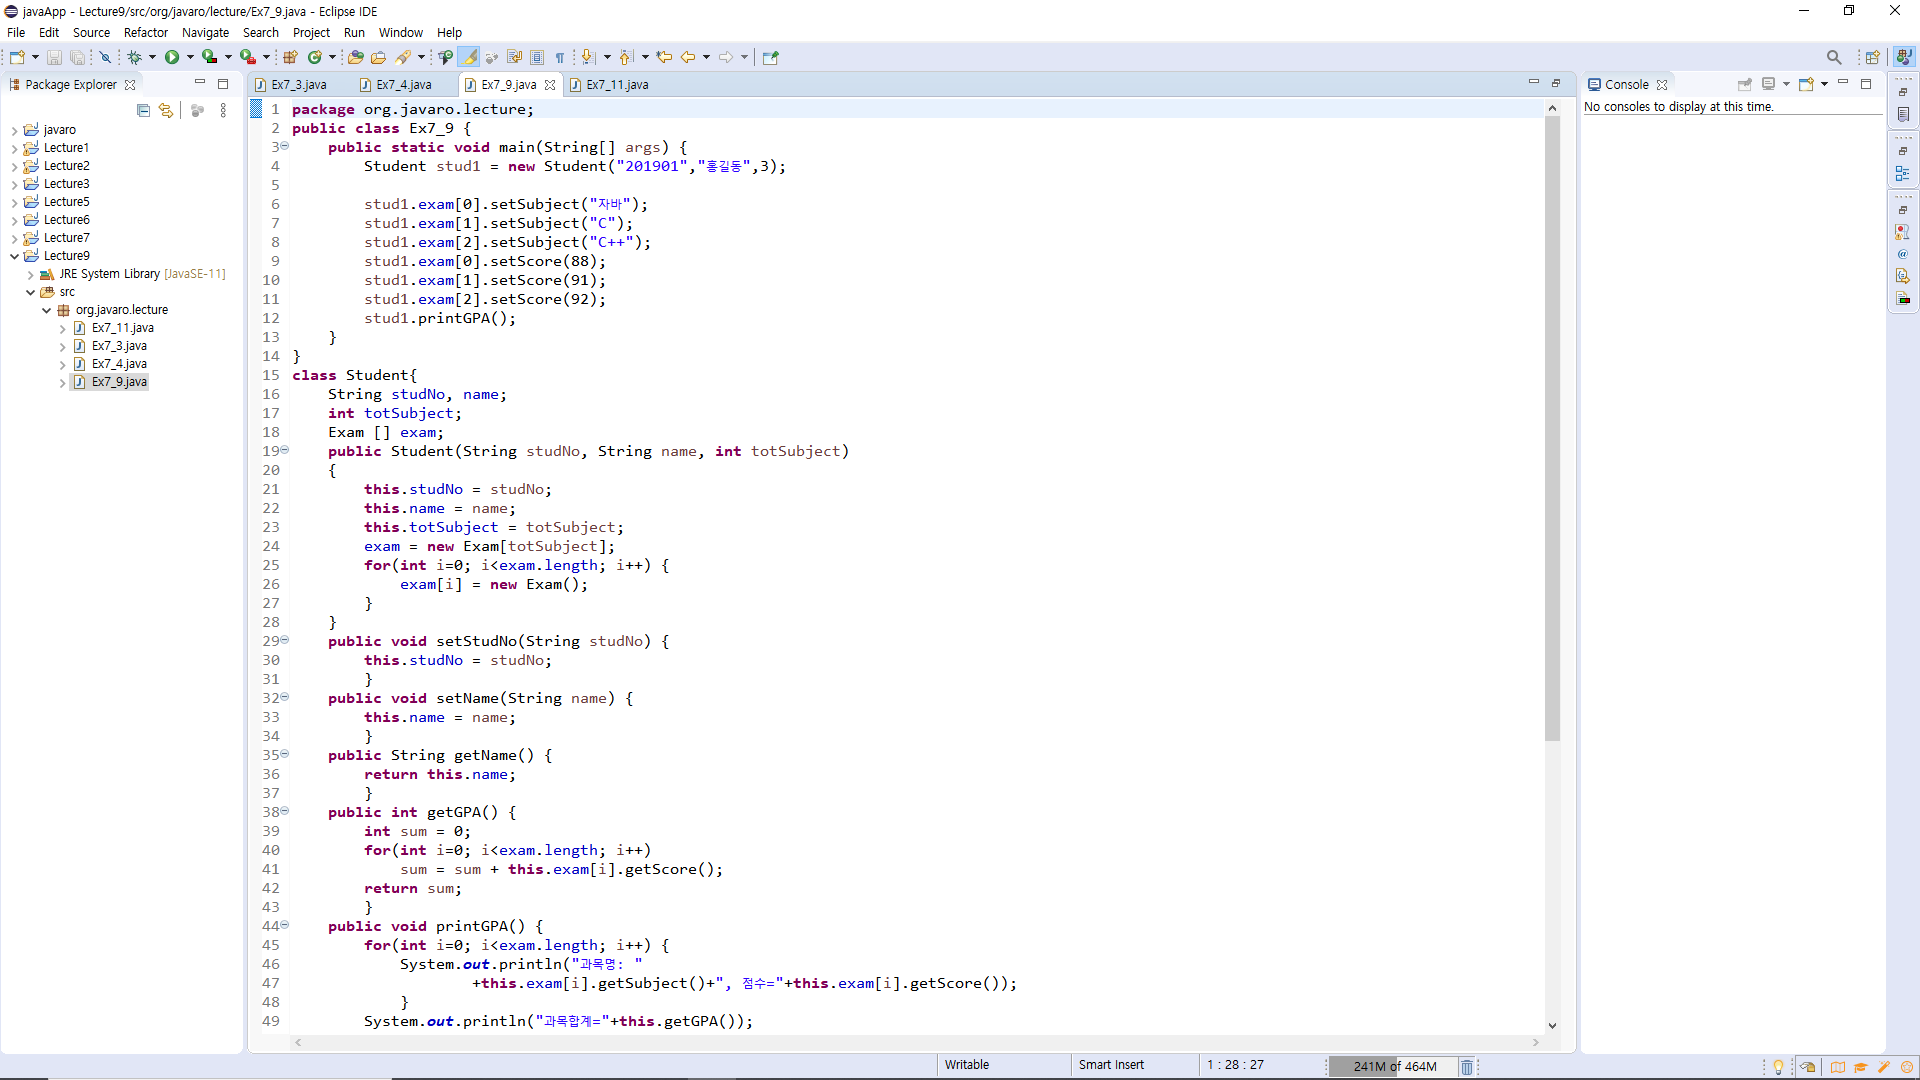 javaApp - Lecture9/src/org/javaro/lecture/Ex7_9.java - Eclipse IDE
File Edit Source Refactor Navigate Search Project Run Window Help
Package Explorer
javaro
Lecture1
Lecture2
Lecture3
Lecture5
Lecture6
Lecture7
Lecture9
JRE System Library [JavaSE-11]
src
org.javaro.lecture
Ex7_11.java
Ex7_3.java
Ex7_4.java
Ex7_9.java
Ex7_3.java Ex7_4.java Ex7_9.java Ex7_11.java
1 package org.javaro.lecture;
2 public class Ex7_9 {
3 public static void main(String[] args) {
4 Student stud1 = new Student("201901","홍길동",3);
5
6 stud1.exam[0].setSubject("자바");
7 stud1.exam[1].setSubject("C");
8 stud1.exam[2].setSubject("C++");
9 stud1.exam[0].setScore(88);
10 stud1.exam[1].setScore(91);
11 stud1.exam[2].setScore(92);
12 stud1.printGPA();
13 }
14 }
15 class Student{
16 String studNo, name;
17 int totSubject;
18 Exam [] exam;
19 public Student(String studNo, String name, int totSubject)
20 {
21 this.studNo = studNo;
22 this.name = name;
23 this.totSubject = totSubject;
24 exam = new Exam[totSubject];
25 for(int i=0; i<exam.length; i++) {
26 exam[i] = new Exam();
27 }
28 }
29 public void setStudNo(String studNo) {
30 this.studNo = studNo;
31 }
32 public void setName(String name) {
33 this.name = name;
34 }
35 public String getName() {
36 return this.name;
37 }
38 public int getGPA() {
39 int sum = 0;
40 for(int i=0; i<exam.length; i++)
41 sum = sum + this.exam[i].getScore();
42 return sum;
43 }
44 public void printGPA() {
45 for(int i=0; i<exam.length; i++) {
46 System.out.println("과목명: "
47 +this.exam[i].getSubject()+", 점수="+this.exam[i].getScore());
48 }
49 System.out.println("과목합계="+this.getGPA());
Console
No consoles to display at this time.
Writable Smart Insert 1 : 28 : 27 241M of 464M